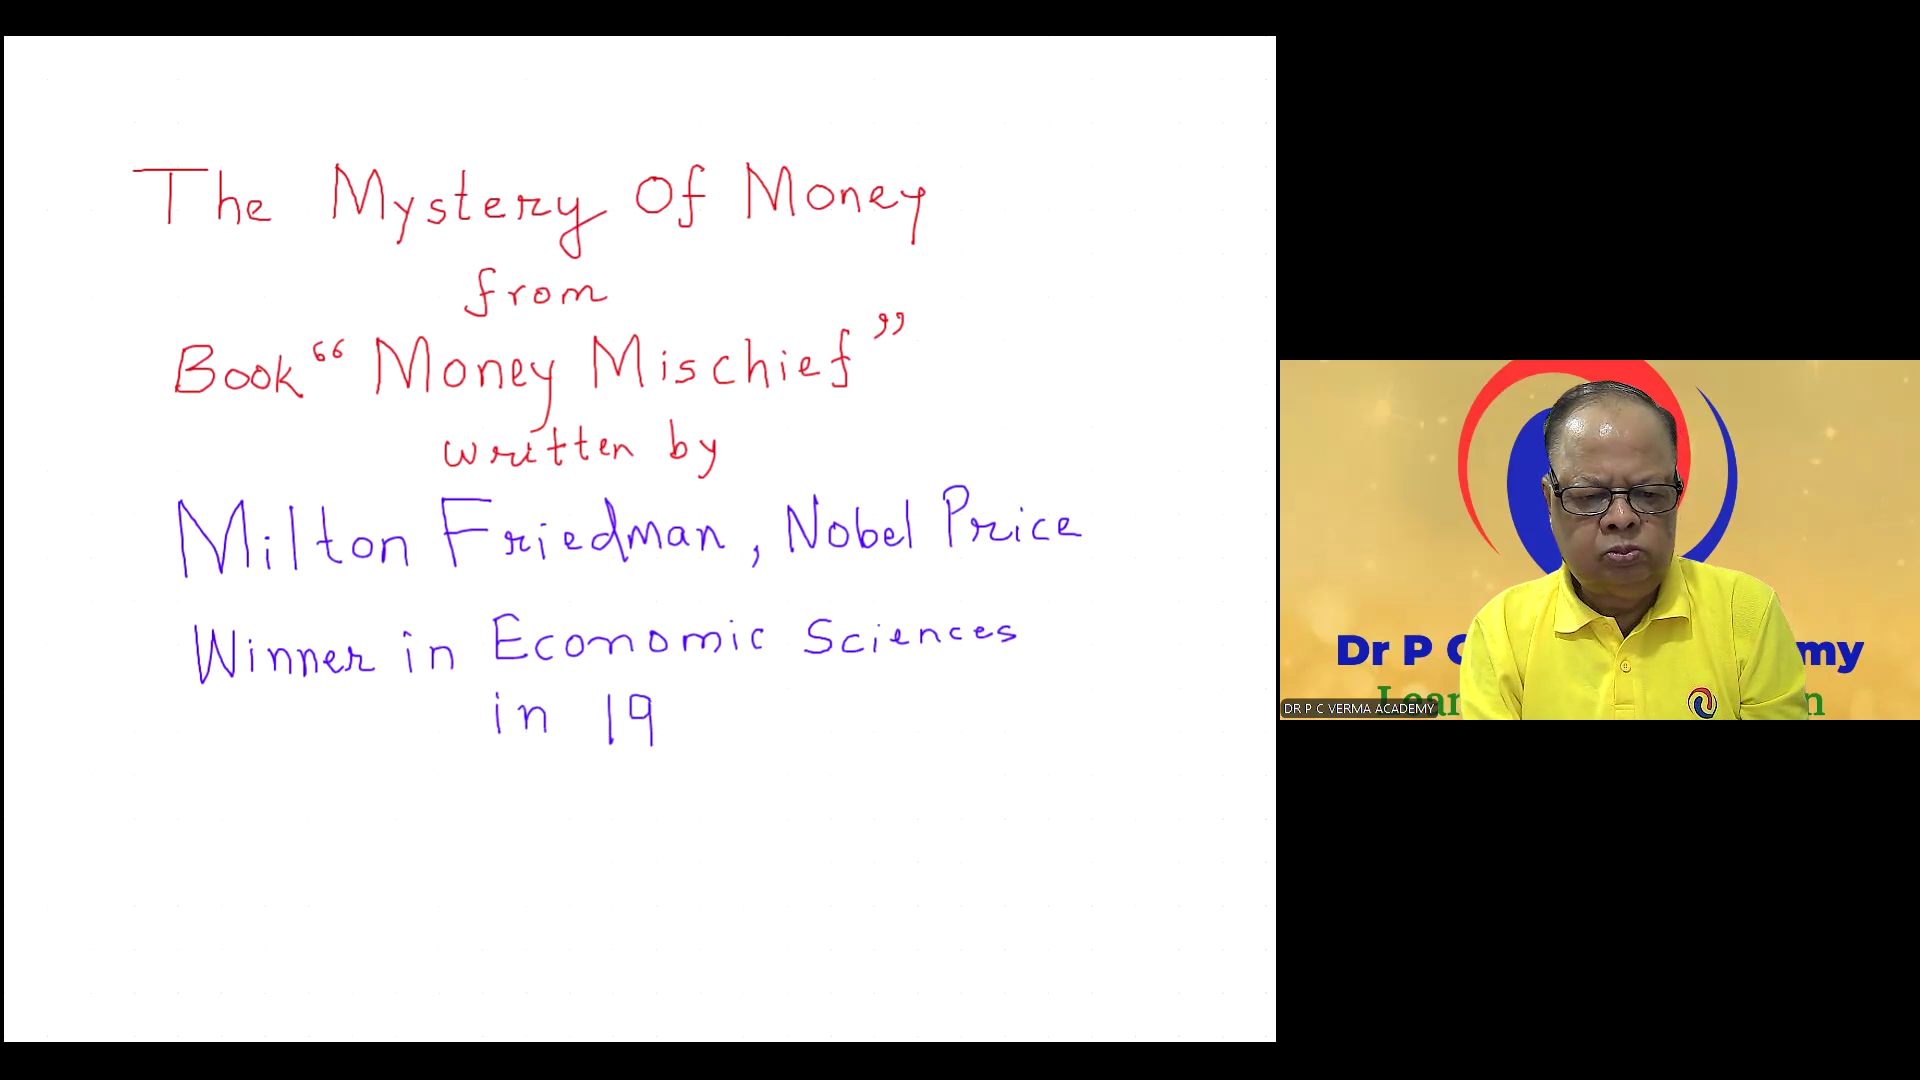 The Mystery Of Money
from
Book “Money Mischief”
written by
Milton Friedman, Nobel Price
Winner in Economic Sciences
in 19
Dr P C
my
DR P C VERMA ACADEMY